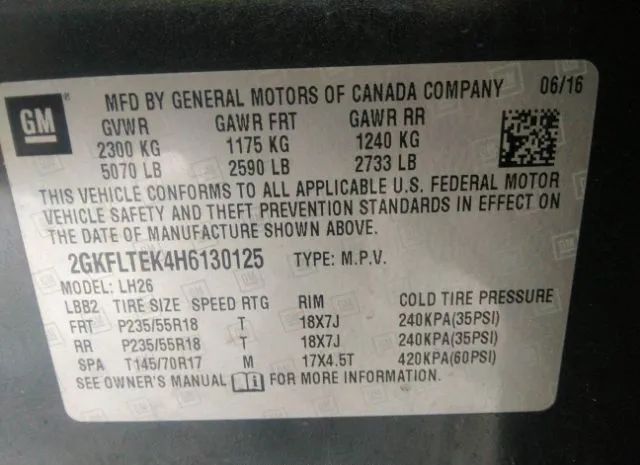 GM ® MFD BY GENERAL MOTORS OF CANADA COMPANY 06/16
GVWR GAWR FRT GAWR RR
2300 KG 1175 KG 1240 KG
5070 LB 2590 LB 2733 LB
THIS VEHICLE CONFORMS TO ALL APPLICABLE U.S. FEDERAL MOTOR
VEHICLE SAFETY AND THEFT PREVENTION STANDARDS IN EFFECT ON
THE DATE OF MANUFACTURE SHOWN ABOVE.
2GKFLTEK4H6130125 TYPE: M.P.V.
MODEL: LH26
LBB2 TIRE SIZE SPEED RTG RIM COLD TIRE PRESSURE
FRT P235/55R18 T 18X7J 240KPA(35PSI)
RR P235/55R18 T 18X7J 240KPA(35PSI)
SPA T145/70R17 M 17X4.5T 420KPA(60PSI)
SEE OWNER'S MANUAL FOR MORE INFORMATION.